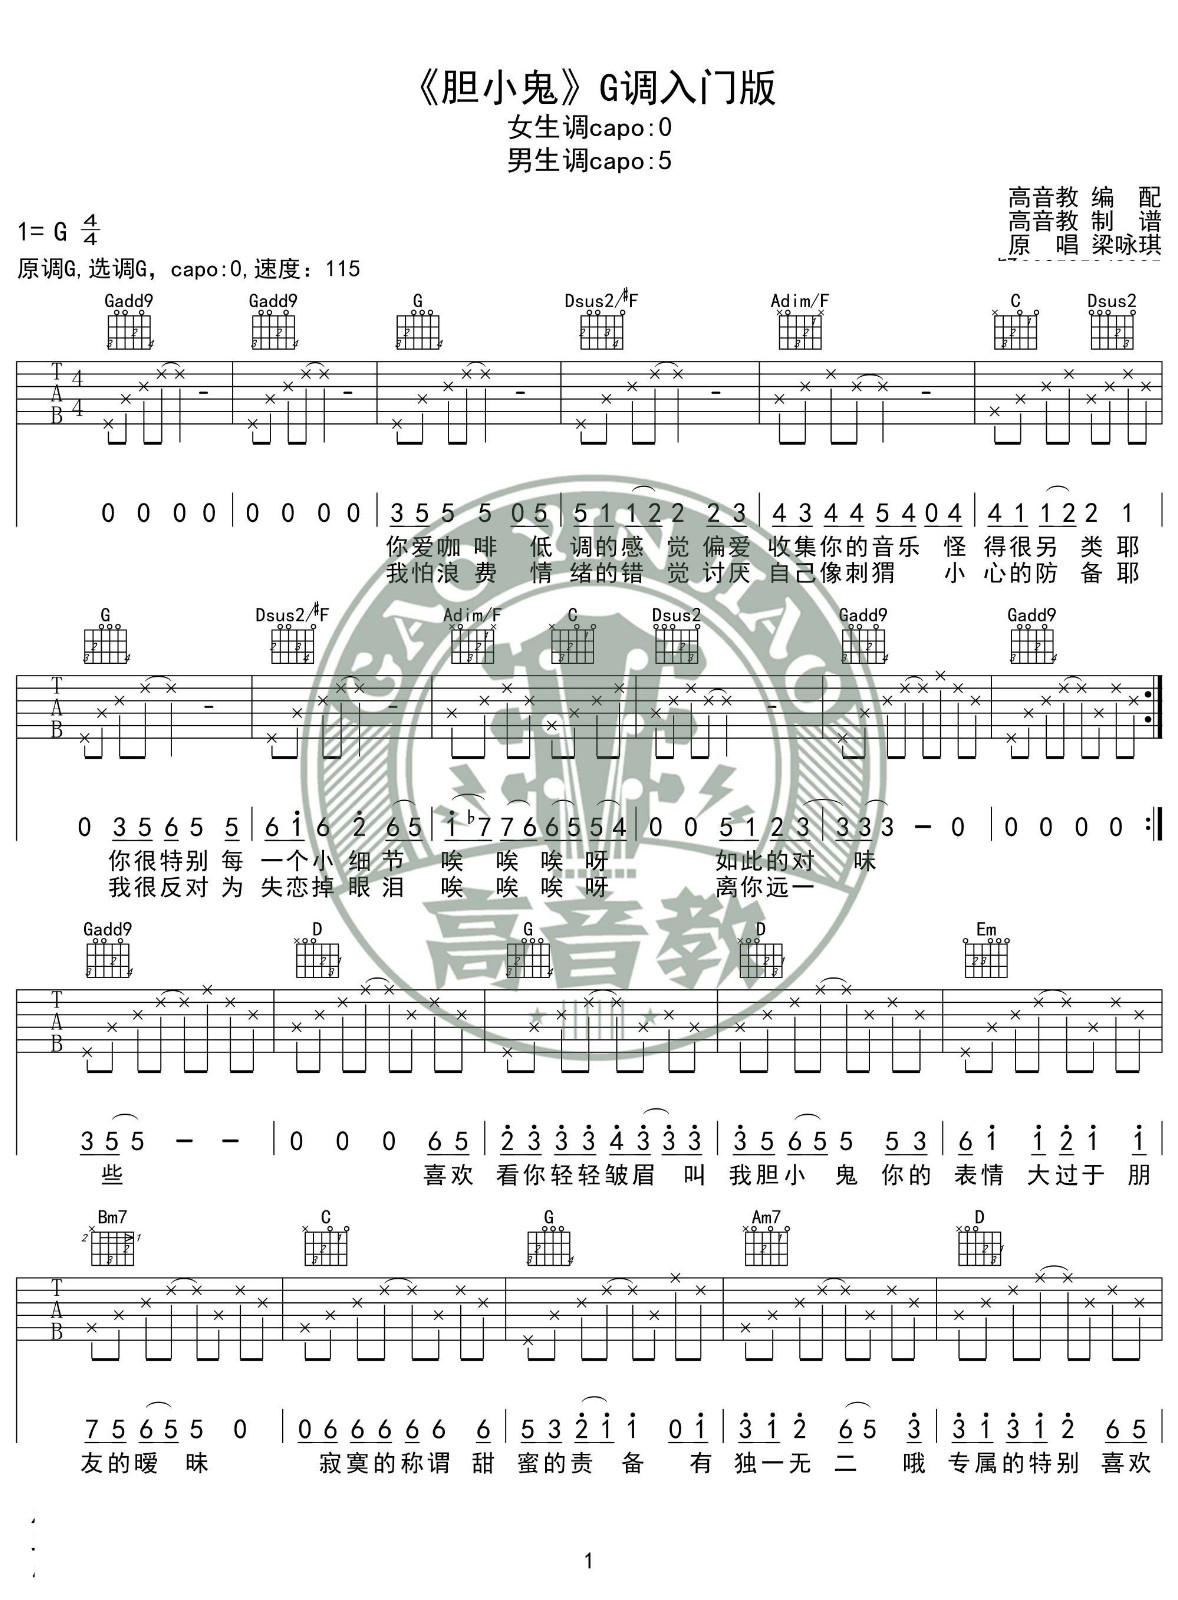 《胆小鬼》G调入门版
女生调capo:0
男生调capo:5
高音教 编 配
高音教 制 谱
原 唱 梁咏琪
1= G 4/4
原调G,选调G，capo:0,速度：115
Gadd9 Gadd9 G Dsus2/#F Adim/F C Dsus2
T 4
A
B 4
0 0 0 0 | 0 0 0 0 | 3 5 5 5 0 5 | 5 1 1 2 2 2 3 | 4 3 4 4 5 4 0 4 | 4 1 1 2 2 1 |
你爱咖啡 低调的感觉偏爱收集你的音乐 怪得很另类耶
我怕浪费 情绪的错觉讨厌自己像刺猬 小心的防备耶
G Dsus2/#F Adim/F C Dsus2 Gadd9 Gadd9
T
A
B
0 3 5 6 5 5 | 6 i 6 2 6 5 | i b7 7 6 6 5 5 4 | 0 0 5 1 2 3 | 3 3 3 - 0 | 0 0 0 0 :|
你很特别每一个小细节 唉 唉 唉 呀 如此的对 味
我很反对为失恋掉眼泪 唉 唉 唉 呀 离你远一
GAO YIN JIAO
高音教
Gadd9 D G D Em
T
A
B
3 5 5 - - | 0 0 0 6 5 | 2 3 3 3 4 3 3 3 | 3 5 6 5 5 5 3 | 6 i i 2 i i |
些 喜欢 看你轻轻皱眉 叫 我胆小 鬼 你的 表情 大过于 朋
Bm7 C G Am7 D
T
A
B
7 5 6 5 5 0 | 0 6 6 6 6 6 6 | 3 5 2 i i 0 i | 3 i 2 6 5 3 | 3 i 3 i 2 6 5 |
友的暧 昧 寂寞的称谓 甜 蜜的责 备 有 独一无 二 哦 专属的特别 喜欢
1